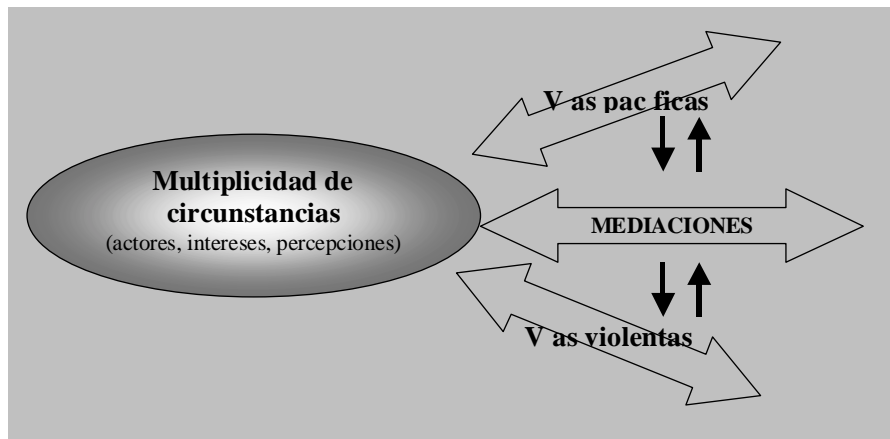 V as pac ficas
Multiplicidad de
circunstancias
(actores, intereses, percepciones)
MEDIACIONES
V as violentas